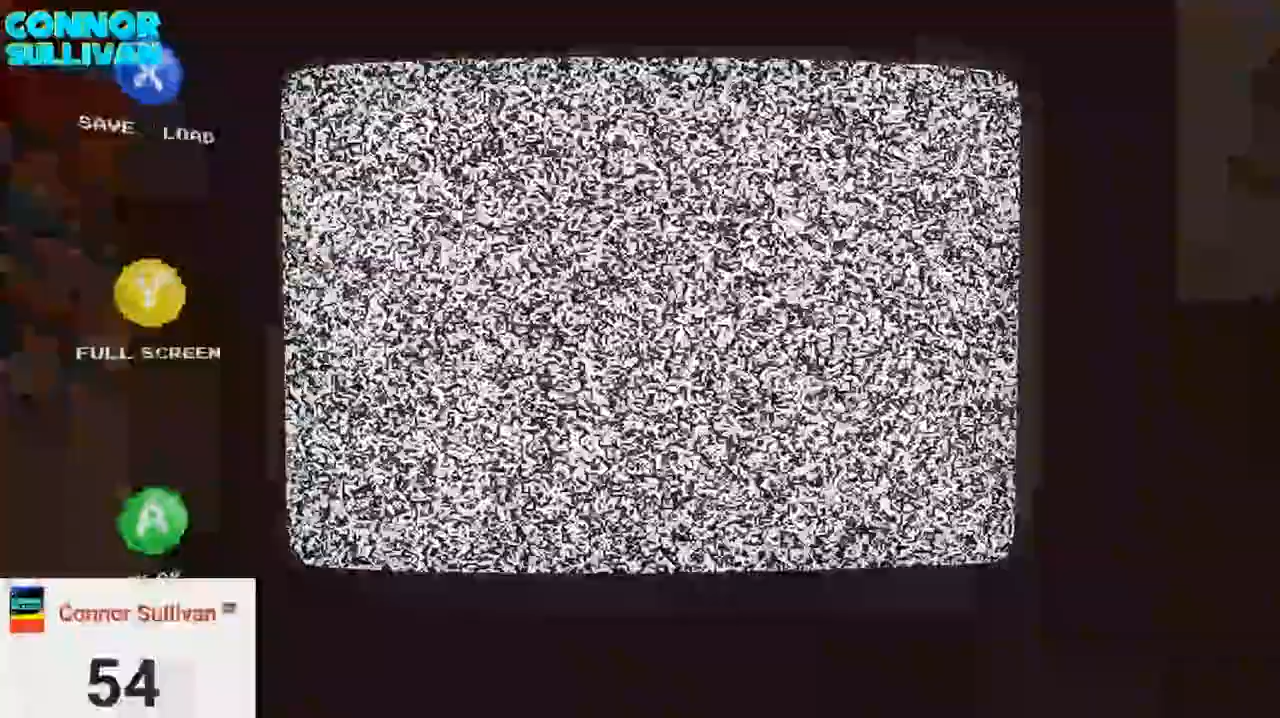 CONNOR
SULLIVAN
X
SAVE LOAD
Y
FULL SCREEN
A
Connor Sullivan
54